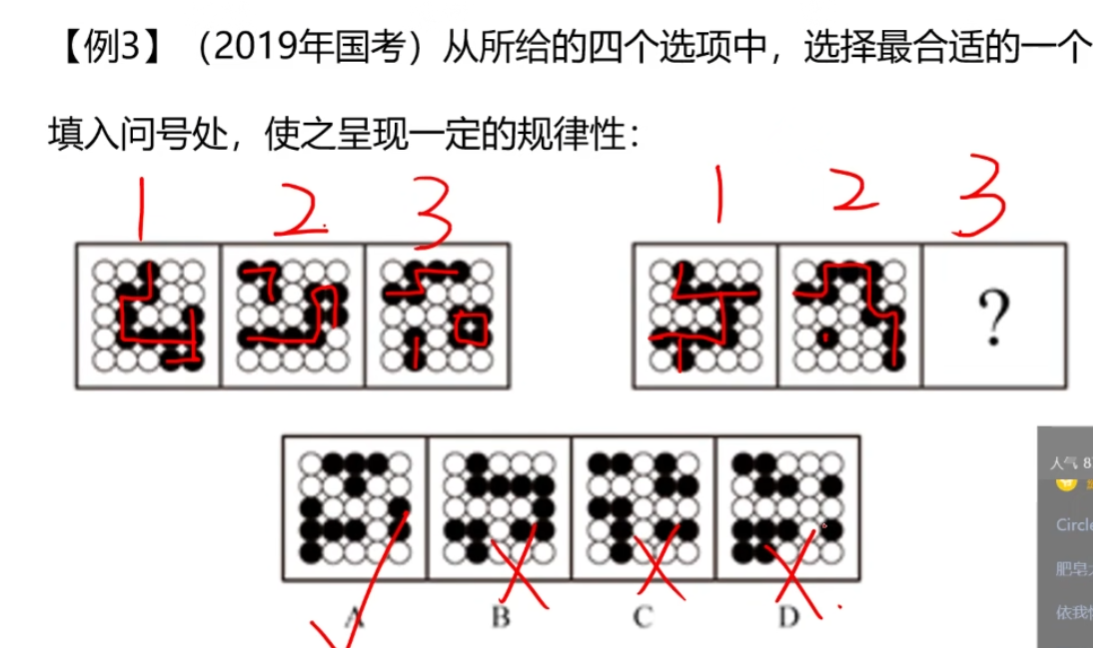 【例3】（2019年国考）从所给的四个选项中，选择最合适的一个
填入问号处，使之呈现一定的规律性：
1 2 3 1 2 3
?
A B C D
人气 8
Circle
肥皂
依我